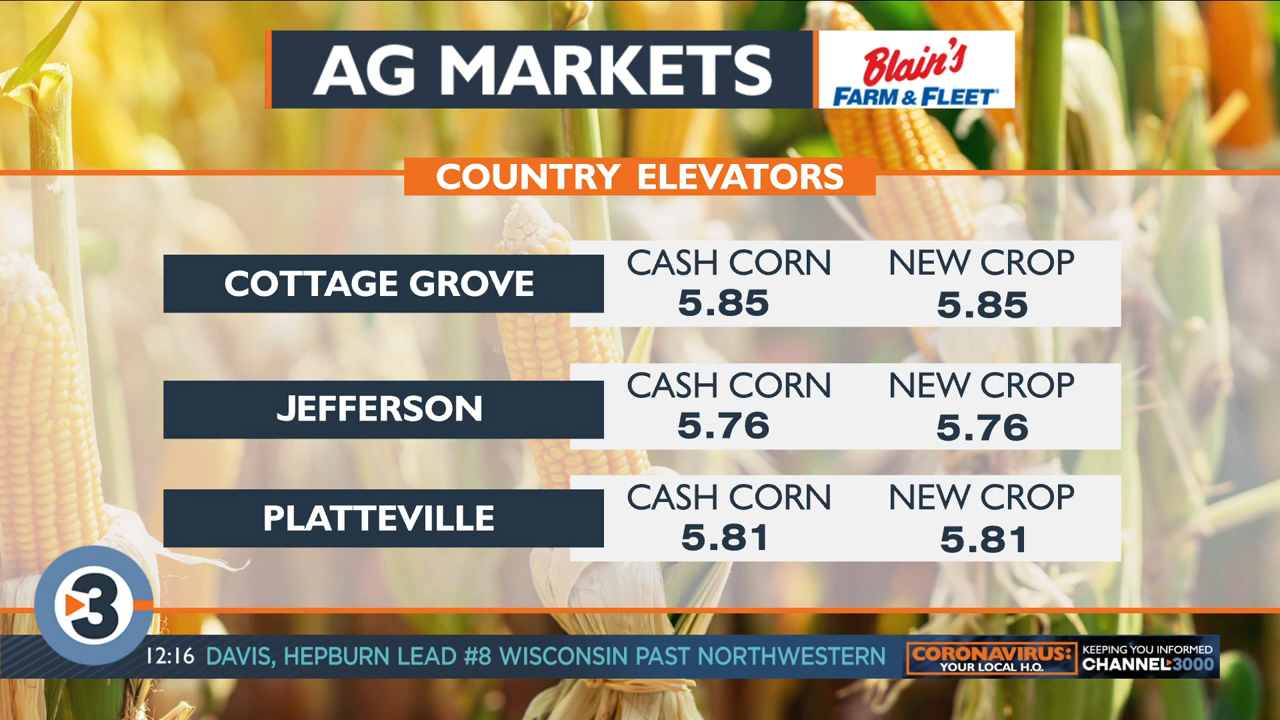 AG MARKETS
Blain's
FARM & FLEET
COUNTRY ELEVATORS
COTTAGE GROVE
CASH CORN NEW CROP
5.85 5.85
JEFFERSON
CASH CORN NEW CROP
5.76 5.76
PLATTEVILLE
CASH CORN NEW CROP
5.81 5.81
3
12:16 DAVIS, HEPBURN LEAD #8 WISCONSIN PAST NORTHWESTERN
CORONAVIRUS:
YOUR LOCAL H.Q.
KEEPING YOU INFORMED
CHANNEL3000